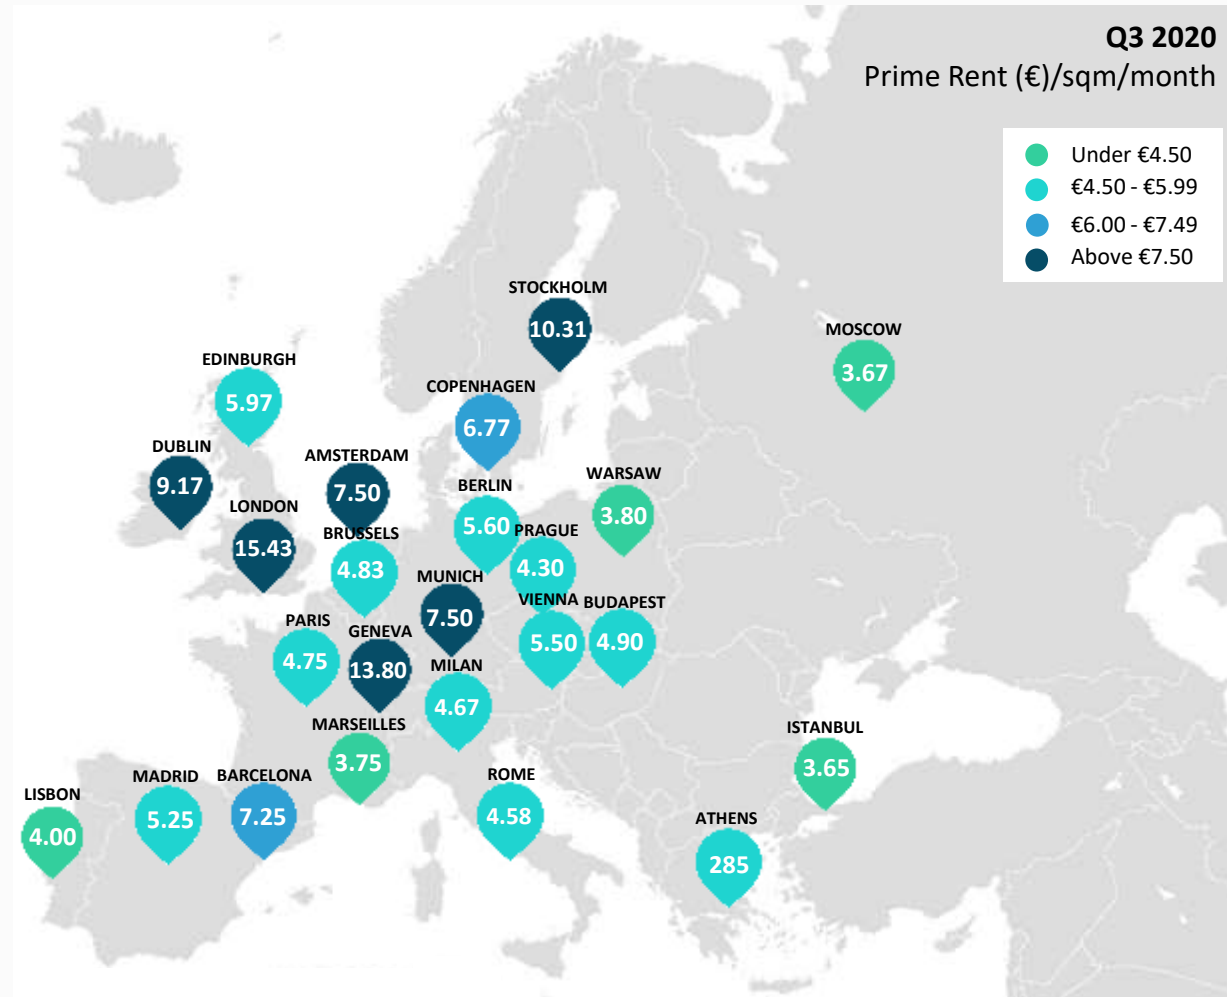 Q3 2020
Prime Rent (€)/sqm/month
Under €4.50
€4.50 - €5.99
€6.00 - €7.49
Above €7.50
STOCKHOLM
10.31
MOSCOW
3.67
EDINBURGH
5.97
COPENHAGEN
6.77
DUBLIN
9.17
AMSTERDAM
7.50
WARSAW
3.80
BERLIN
5.60
LONDON
15.43
BRUSSELS
4.83
PRAGUE
4.30
MUNICH
7.50
VIENNA
5.50
BUDAPEST
4.90
PARIS
4.75
GENEVA
13.80
MILAN
4.67
MARSEILLES
3.75
ISTANBUL
3.65
LISBON
4.00
MADRID
5.25
BARCELONA
7.25
ROME
4.58
ATHENS
285